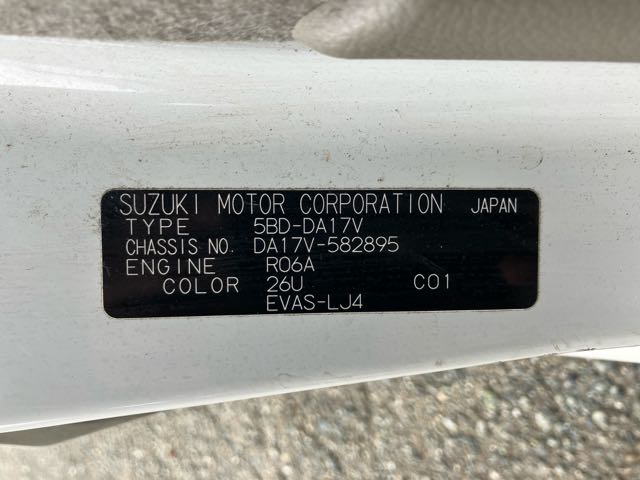 SUZUKI MOTOR CORPORATION JAPAN
TYPE 5BD-DA17V
CHASSIS NO. DA17V-582895
ENGINE R06A
COLOR 26U C01
EVAS-LJ4